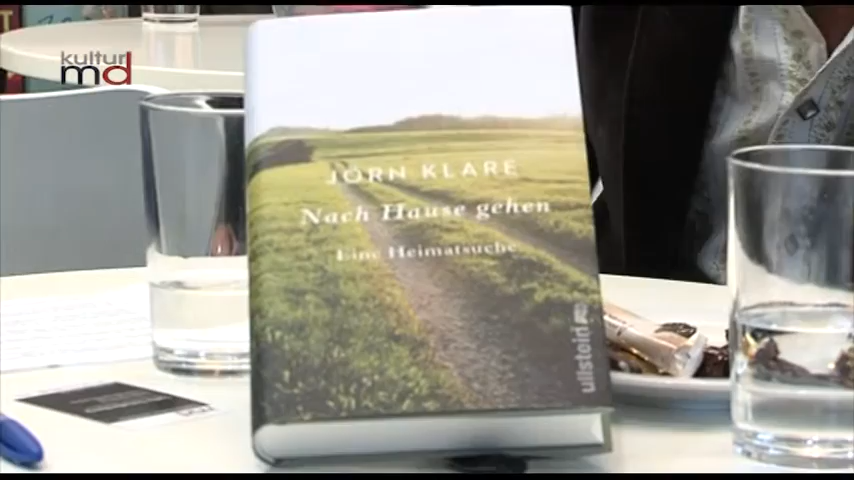 kultur
md
JÖRN KLARE
Nach Hause gehen
Eine Heimatsuche
ullstein